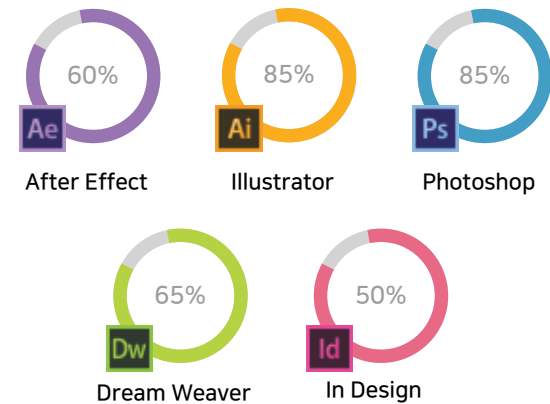 60%
85%
85%
Ae
Ai
Ps
After Effect
Illustrator
Photoshop
65%
50%
Dw
Id
Dream Weaver
In Design